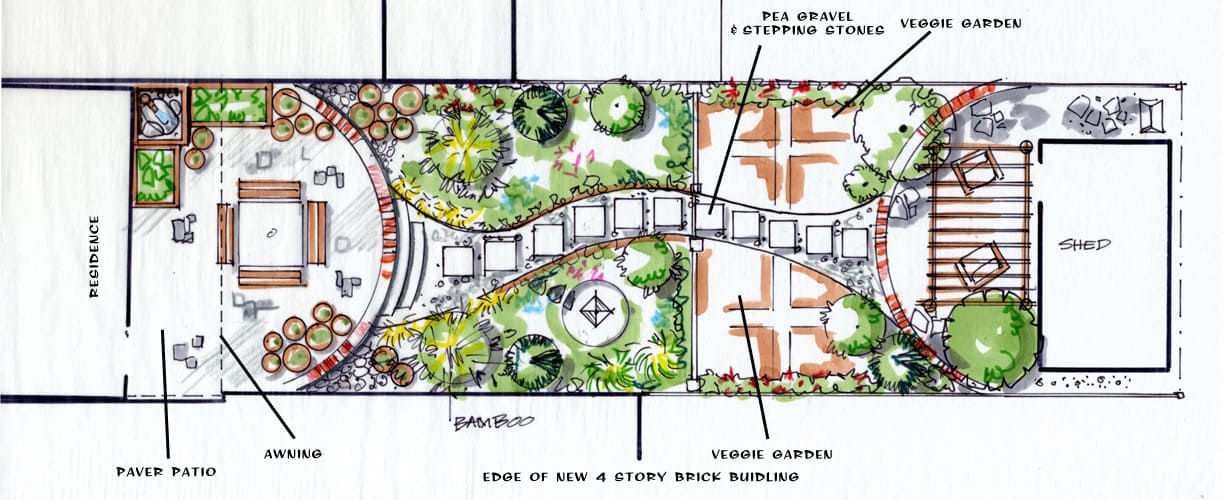 PEA GRAVEL
& STEPPING STONES
VEGGIE GARDEN
RESIDENCE
SHED
BAMBOO
PAVER PATIO
AWNING
EDGE OF NEW 4 STORY BRICK BUIDLING
VEGGIE GARDEN